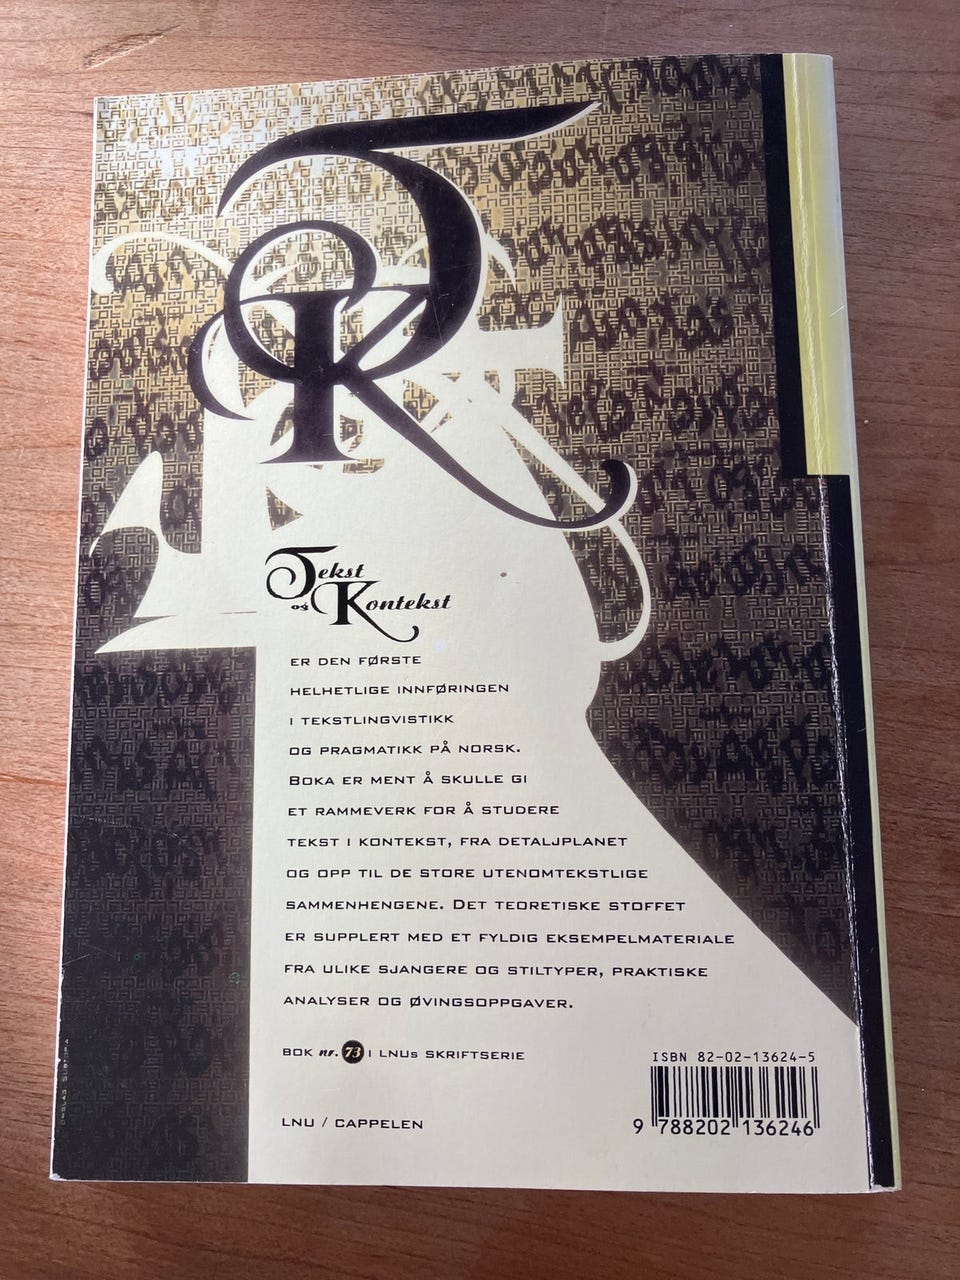 TK
Tekst
og Kontekst
ER DEN FØRSTE
HELHETLIGE INNFØRINGEN
I TEKSTLINGVISTIKK
OG PRAGMATIKK PÅ NORSK.
BOKA ER MENT Å SKULLE GI
ET RAMMEVERK FOR Å STUDERE
TEKST I KONTEKST, FRA DETALJPLANET
OG OPP TIL DE STORE UTENOMTEKSTLIGE
SAMMENHENGENE. DET TEORETISKE STOFFET
ER SUPPLERT MED ET FYLDIG EKSEMPELMATERIALE
FRA ULIKE SJANGERE OG STILTYPER, PRAKTISKE
ANALYSER OG ØVINGSOPPGAVER.
BOK nr. 73 I LNUs SKRIFTSERIE
LNU / CAPPELEN
ISBN 82-02-13624-5
9 788202 136246